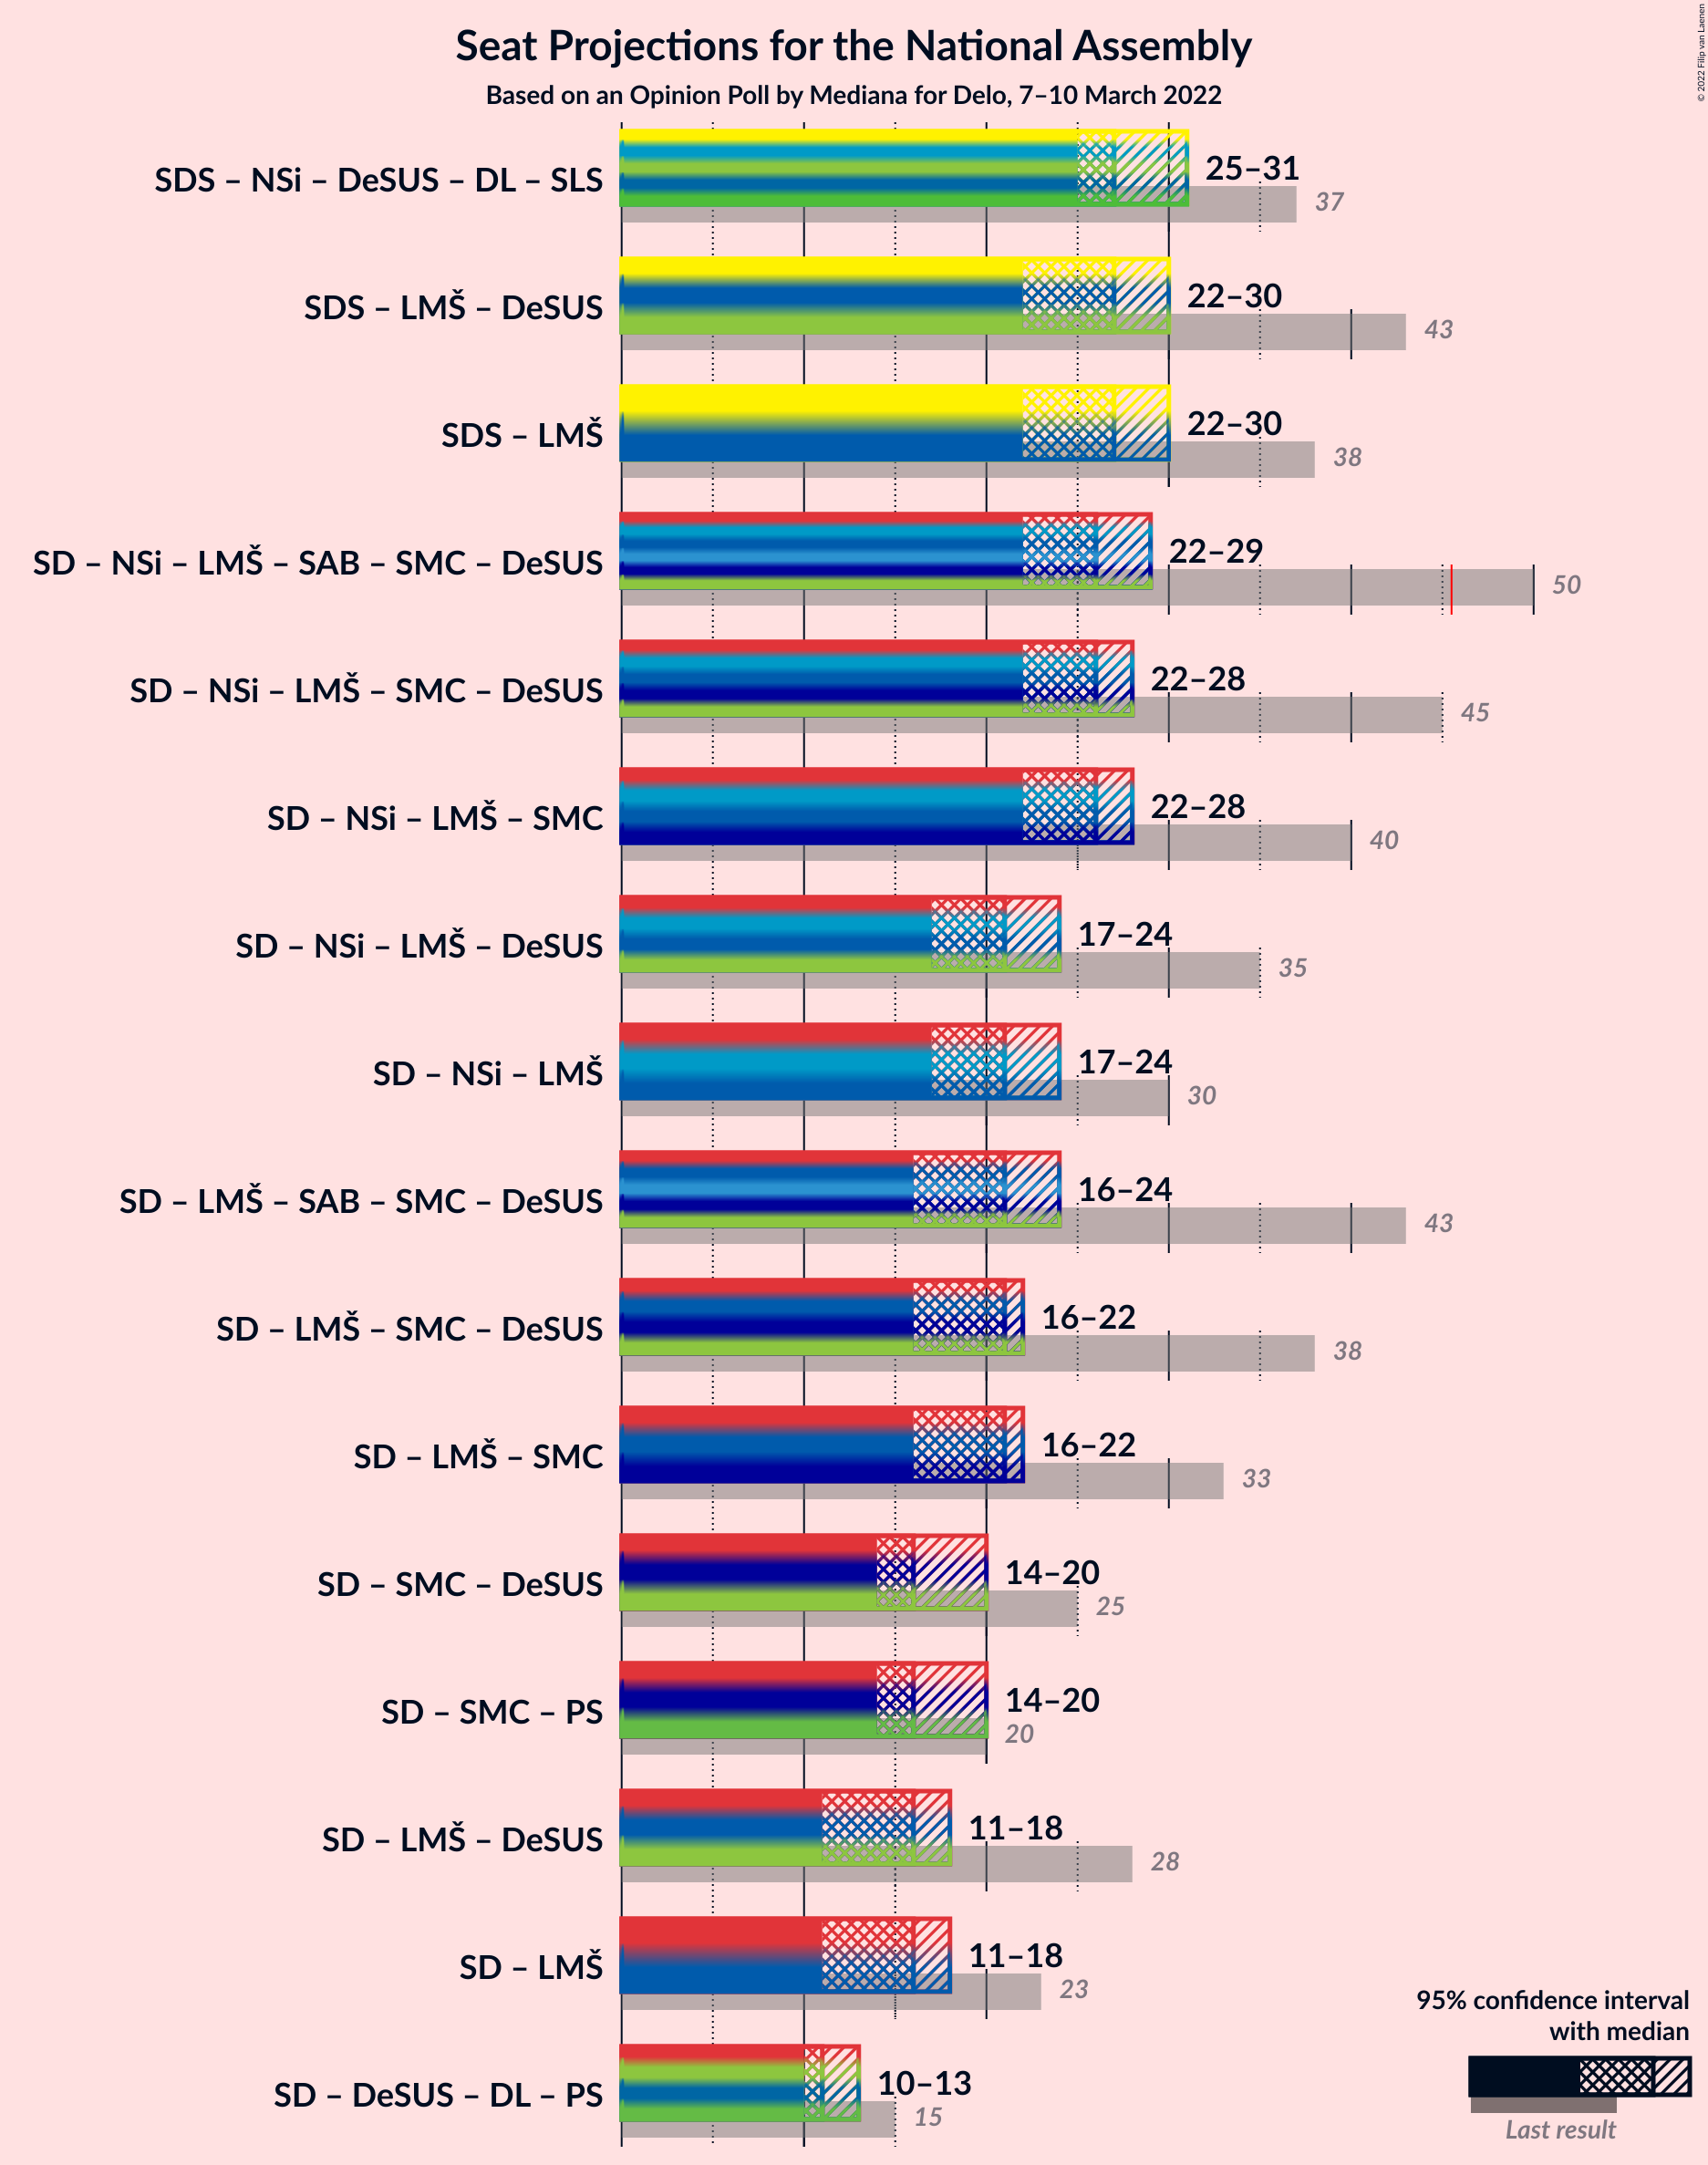 Seat Projections for the National Assembly
Based on an Opinion Poll by Mediana for Delo, 7–10 March 2022
© 2022 Filip van Laenen
SDS – NSi – DeSUS – DL – SLS
25–31
37
SDS – LMŠ – DeSUS
22–30
43
SDS – LMŠ
22–30
38
SD – NSi – LMŠ – SAB – SMC – DeSUS
22–29
50
SD – NSi – LMŠ – SMC – DeSUS
22–28
45
SD – NSi – LMŠ – SMC
22–28
40
SD – NSi – LMŠ – DeSUS
17–24
35
SD – NSi – LMŠ
17–24
30
SD – LMŠ – SAB – SMC – DeSUS
16–24
43
SD – LMŠ – SMC – DeSUS
16–22
38
SD – LMŠ – SMC
16–22
33
SD – SMC – DeSUS
14–20
25
SD – SMC – PS
14–20
20
SD – LMŠ – DeSUS
11–18
28
SD – LMŠ
11–18
23
SD – DeSUS – DL – PS
10–13
15
95% confidence interval
with median
Last result